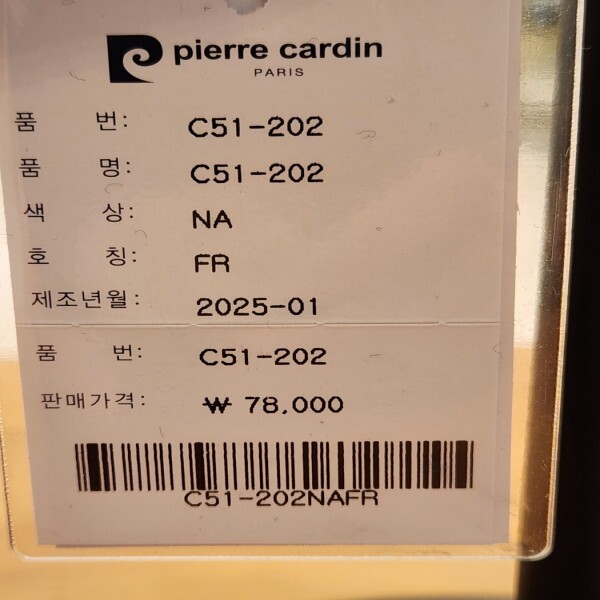 pierre cardin
PARIS
품 번: C51-202
품 명: C51-202
색 상: NA
호 칭: FR
제조년월: 2025-01
품 번: C51-202
판매가격: ₩ 78,000
C51-202NAFR